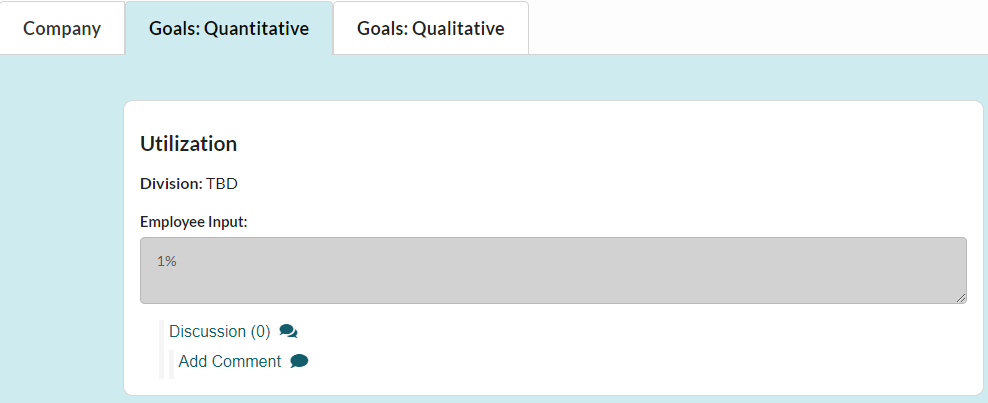 Company Goals: Quantitative Goals: Qualitative
Utilization
Division: TBD
Employee Input:
1%
Discussion (0)
Add Comment